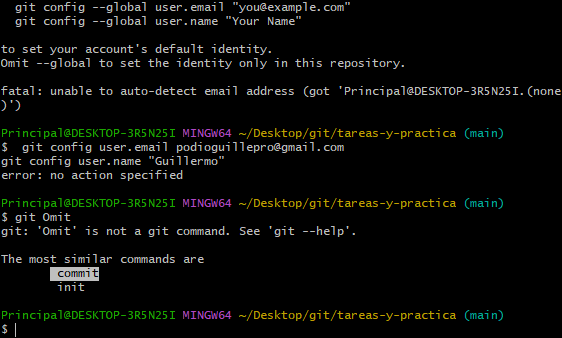 git config --global user.email "you@example.com"
git config --global user.name "Your Name"
to set your account's default identity.
Omit --global to set the identity only in this repository.
fatal: unable to auto-detect email address (got 'Principal@DESKTOP-3R5N25I.(none
)')
Principal@DESKTOP-3R5N25I MINGW64 ~/Desktop/git/tareas-y-practica (main)
$  git config user.email podioguillepro@gmail.com
git config user.name "Guillermo"
error: no action specified
Principal@DESKTOP-3R5N25I MINGW64 ~/Desktop/git/tareas-y-practica (main)
$ git Omit
git: 'Omit' is not a git command. See 'git --help'.
The most similar commands are
commit
init
Principal@DESKTOP-3R5N25I MINGW64 ~/Desktop/git/tareas-y-practica (main)
$